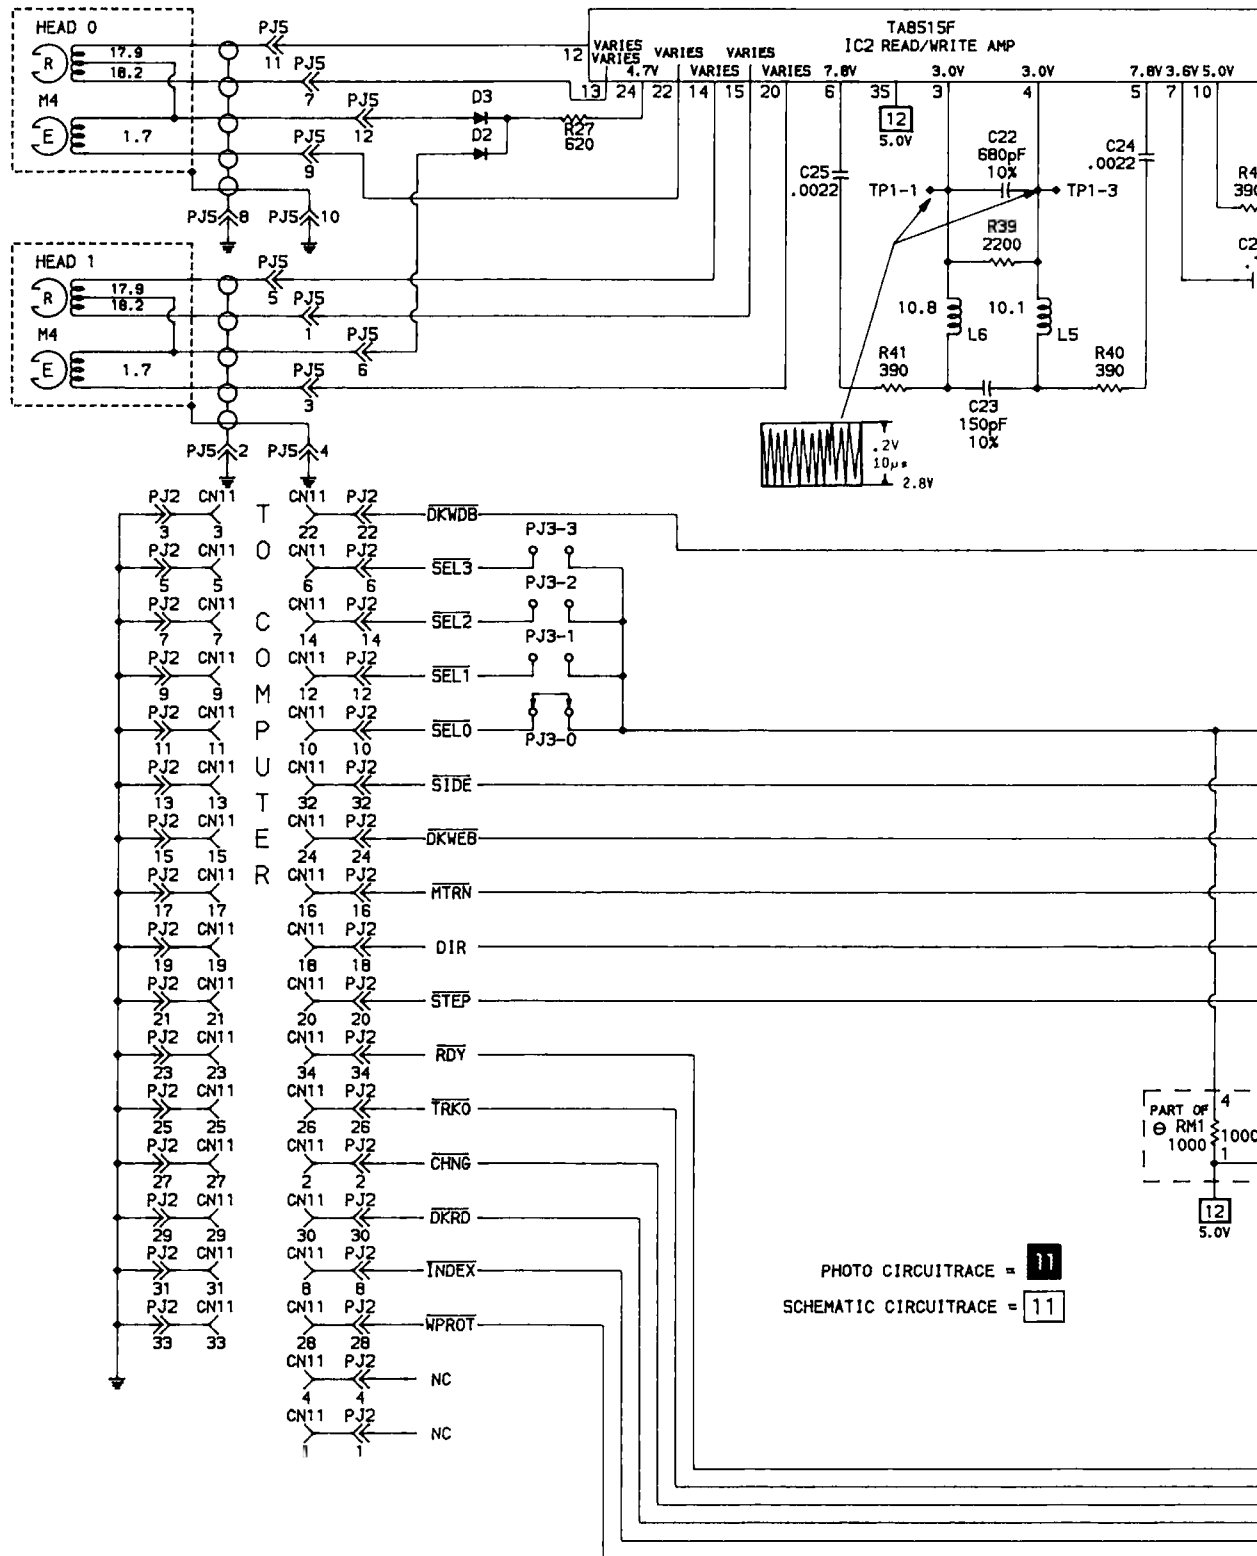 HEAD 0
R
17.9
18.2
M4
E
1.7
PJ5
11
PJ5
7
PJ5
12
PJ5
9
PJ5 8
PJ5 10
D3
D2
R27
620
TA8515F
IC2 READ/WRITE AMP
12
VARIES
VARIES
VARIES
VARIES
4.7V
VARIES
VARIES
7.8V
3.0V
3.0V
7.8V 3.6V 5.0V
13
24
22
14
15
20
6
35
3
4
5
7
10
12
5.0V
C25
.0022
C22
680pF
10%
C24
.0022
TP1-1
TP1-3
R39
2200
R4
390
C2
10.8
L6
10.1
L5
R41
390
C23
150pF
10%
R40
390
.2V
10µs
2.8V
HEAD 1
R
17.9
18.2
M4
E
1.7
PJ5
5
PJ5
1
PJ5
6
PJ5
3
PJ5 2
PJ5 4
TO COMPUTER
PJ2 CN11 CN11 PJ2
3 3 22 22 DKWDB
PJ2 CN11 CN11 PJ2
5 5 6 6 SEL3 PJ3-3
PJ2 CN11 CN11 PJ2
7 7 14 14 SEL2 PJ3-2
PJ2 CN11 CN11 PJ2
9 9 12 12 SEL1 PJ3-1
PJ2 CN11 CN11 PJ2
11 11 10 10 SEL0 PJ3-0
PJ2 CN11 CN11 PJ2
13 13 32 32 SIDE
PJ2 CN11 CN11 PJ2
15 15 24 24 DKWEB
PJ2 CN11 CN11 PJ2
17 17 16 16 MTRN
PJ2 CN11 CN11 PJ2
19 19 18 18 DIR
PJ2 CN11 CN11 PJ2
21 21 20 20 STEP
PJ2 CN11 CN11 PJ2
23 23 34 34 RDY
PJ2 CN11 CN11 PJ2
25 25 26 26 TRK0
PJ2 CN11 CN11 PJ2
27 27 2 2 CHNG
PJ2 CN11 CN11 PJ2
29 29 30 30 DKRD
PJ2 CN11 CN11 PJ2
31 31 8 8 INDEX
PJ2 CN11 CN11 PJ2
33 33 28 28 WPROT
CN11 PJ2
4 4 NC
CN11 PJ2
1 1 NC
PART OF
⊖ RM1
1000
4
1000
1
12
5.0V
PHOTO CIRCUITRACE = 11
SCHEMATIC CIRCUITRACE = 11